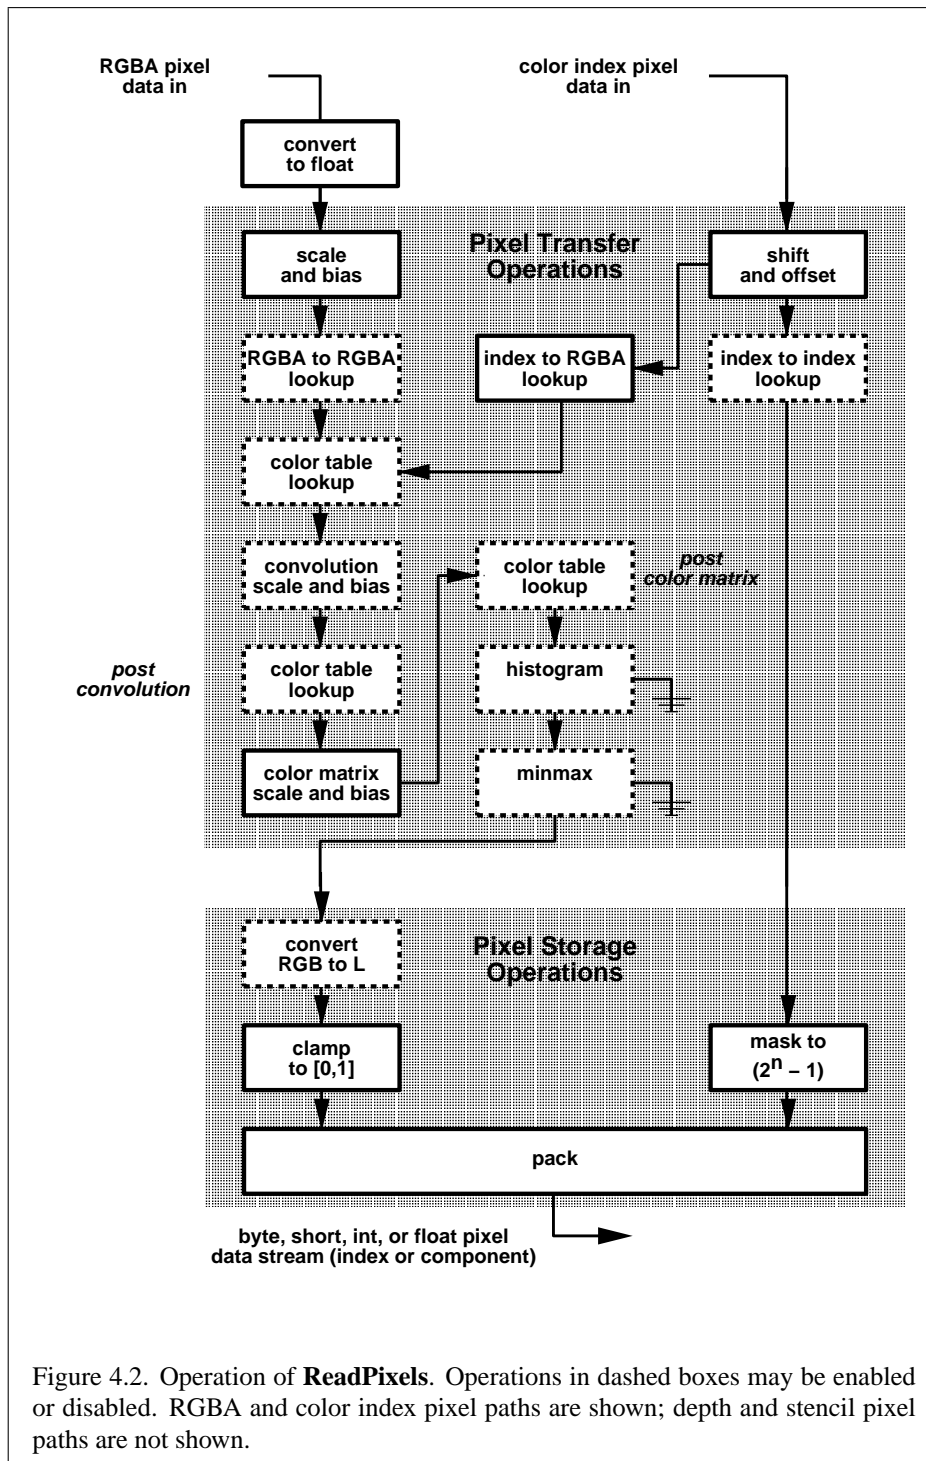 RGBA pixel
data in
color index pixel
data in
convert
to float
Pixel Transfer
Operations
scale
and bias
shift
and offset
RGBA to RGBA
lookup
index to RGBA
lookup
index to index
lookup
color table
lookup
convolution
scale and bias
color table
lookup
post
color matrix
post
convolution
color table
lookup
histogram
color matrix
scale and bias
minmax
convert
RGB to L
Pixel Storage
Operations
clamp
to [0,1]
mask to
(2ⁿ – 1)
pack
byte, short, int, or float pixel
data stream (index or component)
Figure 4.2. Operation of ReadPixels. Operations in dashed boxes may be enabled
or disabled. RGBA and color index pixel paths are shown; depth and stencil pixel
paths are not shown.